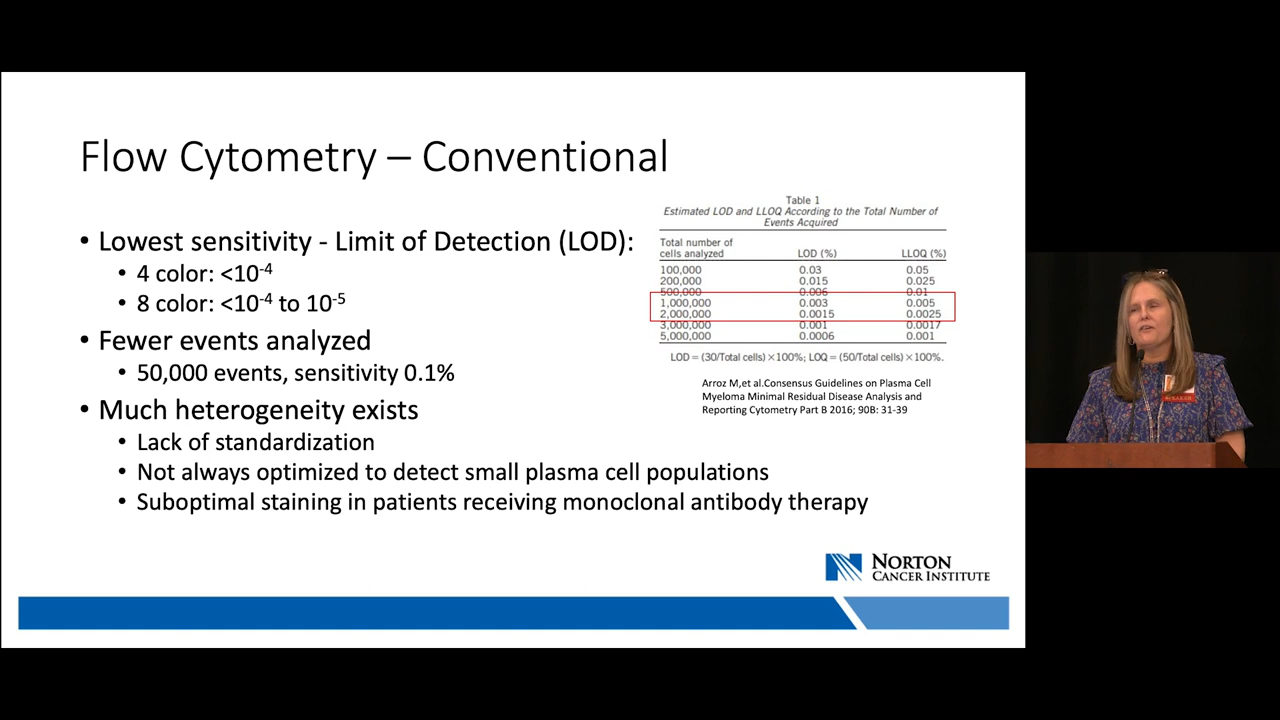 Flow Cytometry – Conventional
• Lowest sensitivity - Limit of Detection (LOD):
• 4 color: <10-4
• 8 color: <10-4 to 10-5
• Fewer events analyzed
• 50,000 events, sensitivity 0.1%
• Much heterogeneity exists
• Lack of standardization
• Not always optimized to detect small plasma cell populations
• Suboptimal staining in patients receiving monoclonal antibody therapy
Table 1
Estimated LOD and LLOQ According to the Total Number of
Events Acquired
Total number of
cells analyzed LOD (%) LLOQ (%)
100,000 0.03 0.05
200,000 0.015 0.025
500,000 0.006 0.01
1,000,000 0.003 0.005
2,000,000 0.0015 0.0025
3,000,000 0.001 0.0017
5,000,000 0.0006 0.001
LOD = (30/Total cells) × 100%; LOQ = (50/Total cells) × 100%.
Arroz M,et al.Consensus Guidelines on Plasma Cell
Myeloma Minimal Residual Disease Analysis and
Reporting Cytometry Part B 2016; 90B: 31-39
NORTON
CANCER INSTITUTE